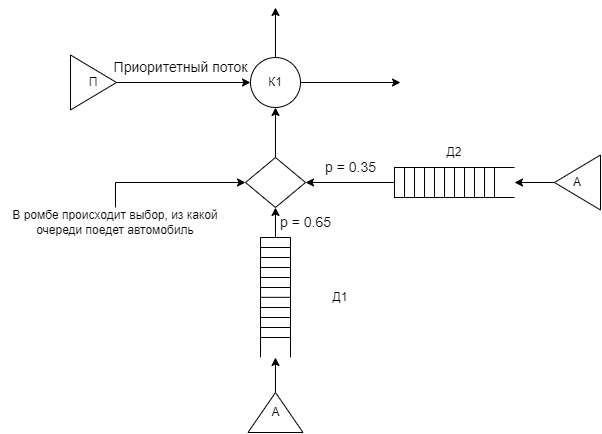 Приоритетный поток
П
К1
Д2
p = 0.35
А
В ромбе происходит выбор, из какой
очереди поедет автомобиль
p = 0.65
Д1
А